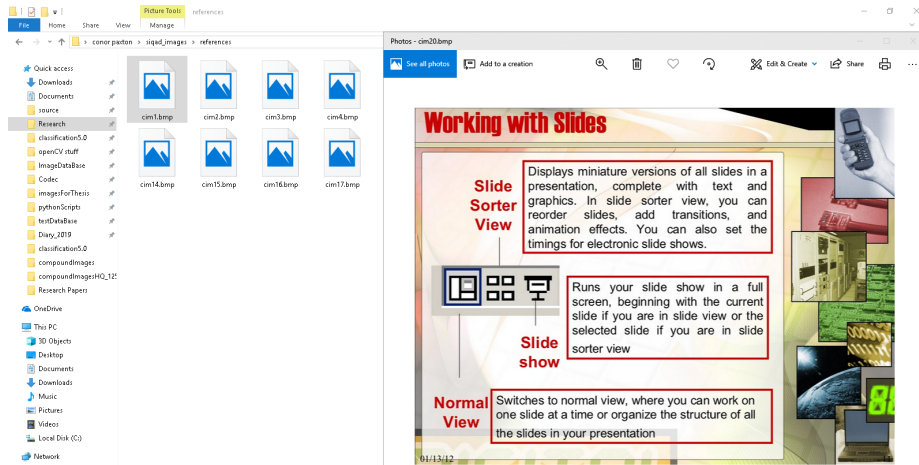 Picture Tools
references
File
Home
Share
View
Manage
conor paxton
siqad_images
references
Quick access
Downloads
Documents
source
Research
classification5.0
openCV stuff
ImageDataBase
Codec
imagesForThesis
pythonScripts
testDataBase
Diary_2019
classification5.0
compoundImages
compoundImagesHQ_125
Research Papers
OneDrive
This PC
3D Objects
Desktop
Documents
Downloads
Music
Pictures
Videos
Local Disk (C:)
Network
cim1.bmp
cim2.bmp
cim3.bmp
cim4.bmp
cim14.bmp
cim15.bmp
cim16.bmp
cim17.bmp
Photos - cim20.bmp
See all photos
Add to a creation
Edit & Create
Share
Working with Slides
Slide
Sorter
View
Displays miniature versions of all slides in a
presentation, complete with text and
graphics. In slide sorter view, you can
reorder slides, add transitions, and
animation effects. You can also set the
timings for electronic slide shows.
Runs your slide show in a full
screen, beginning with the current
slide if you are in slide view or the
selected slide if you are in slide
sorter view
Slide
show
Normal
View
Switches to normal view, where you can work on
one slide at a time or organize the structure of all
the slides in your presentation
01/13/12